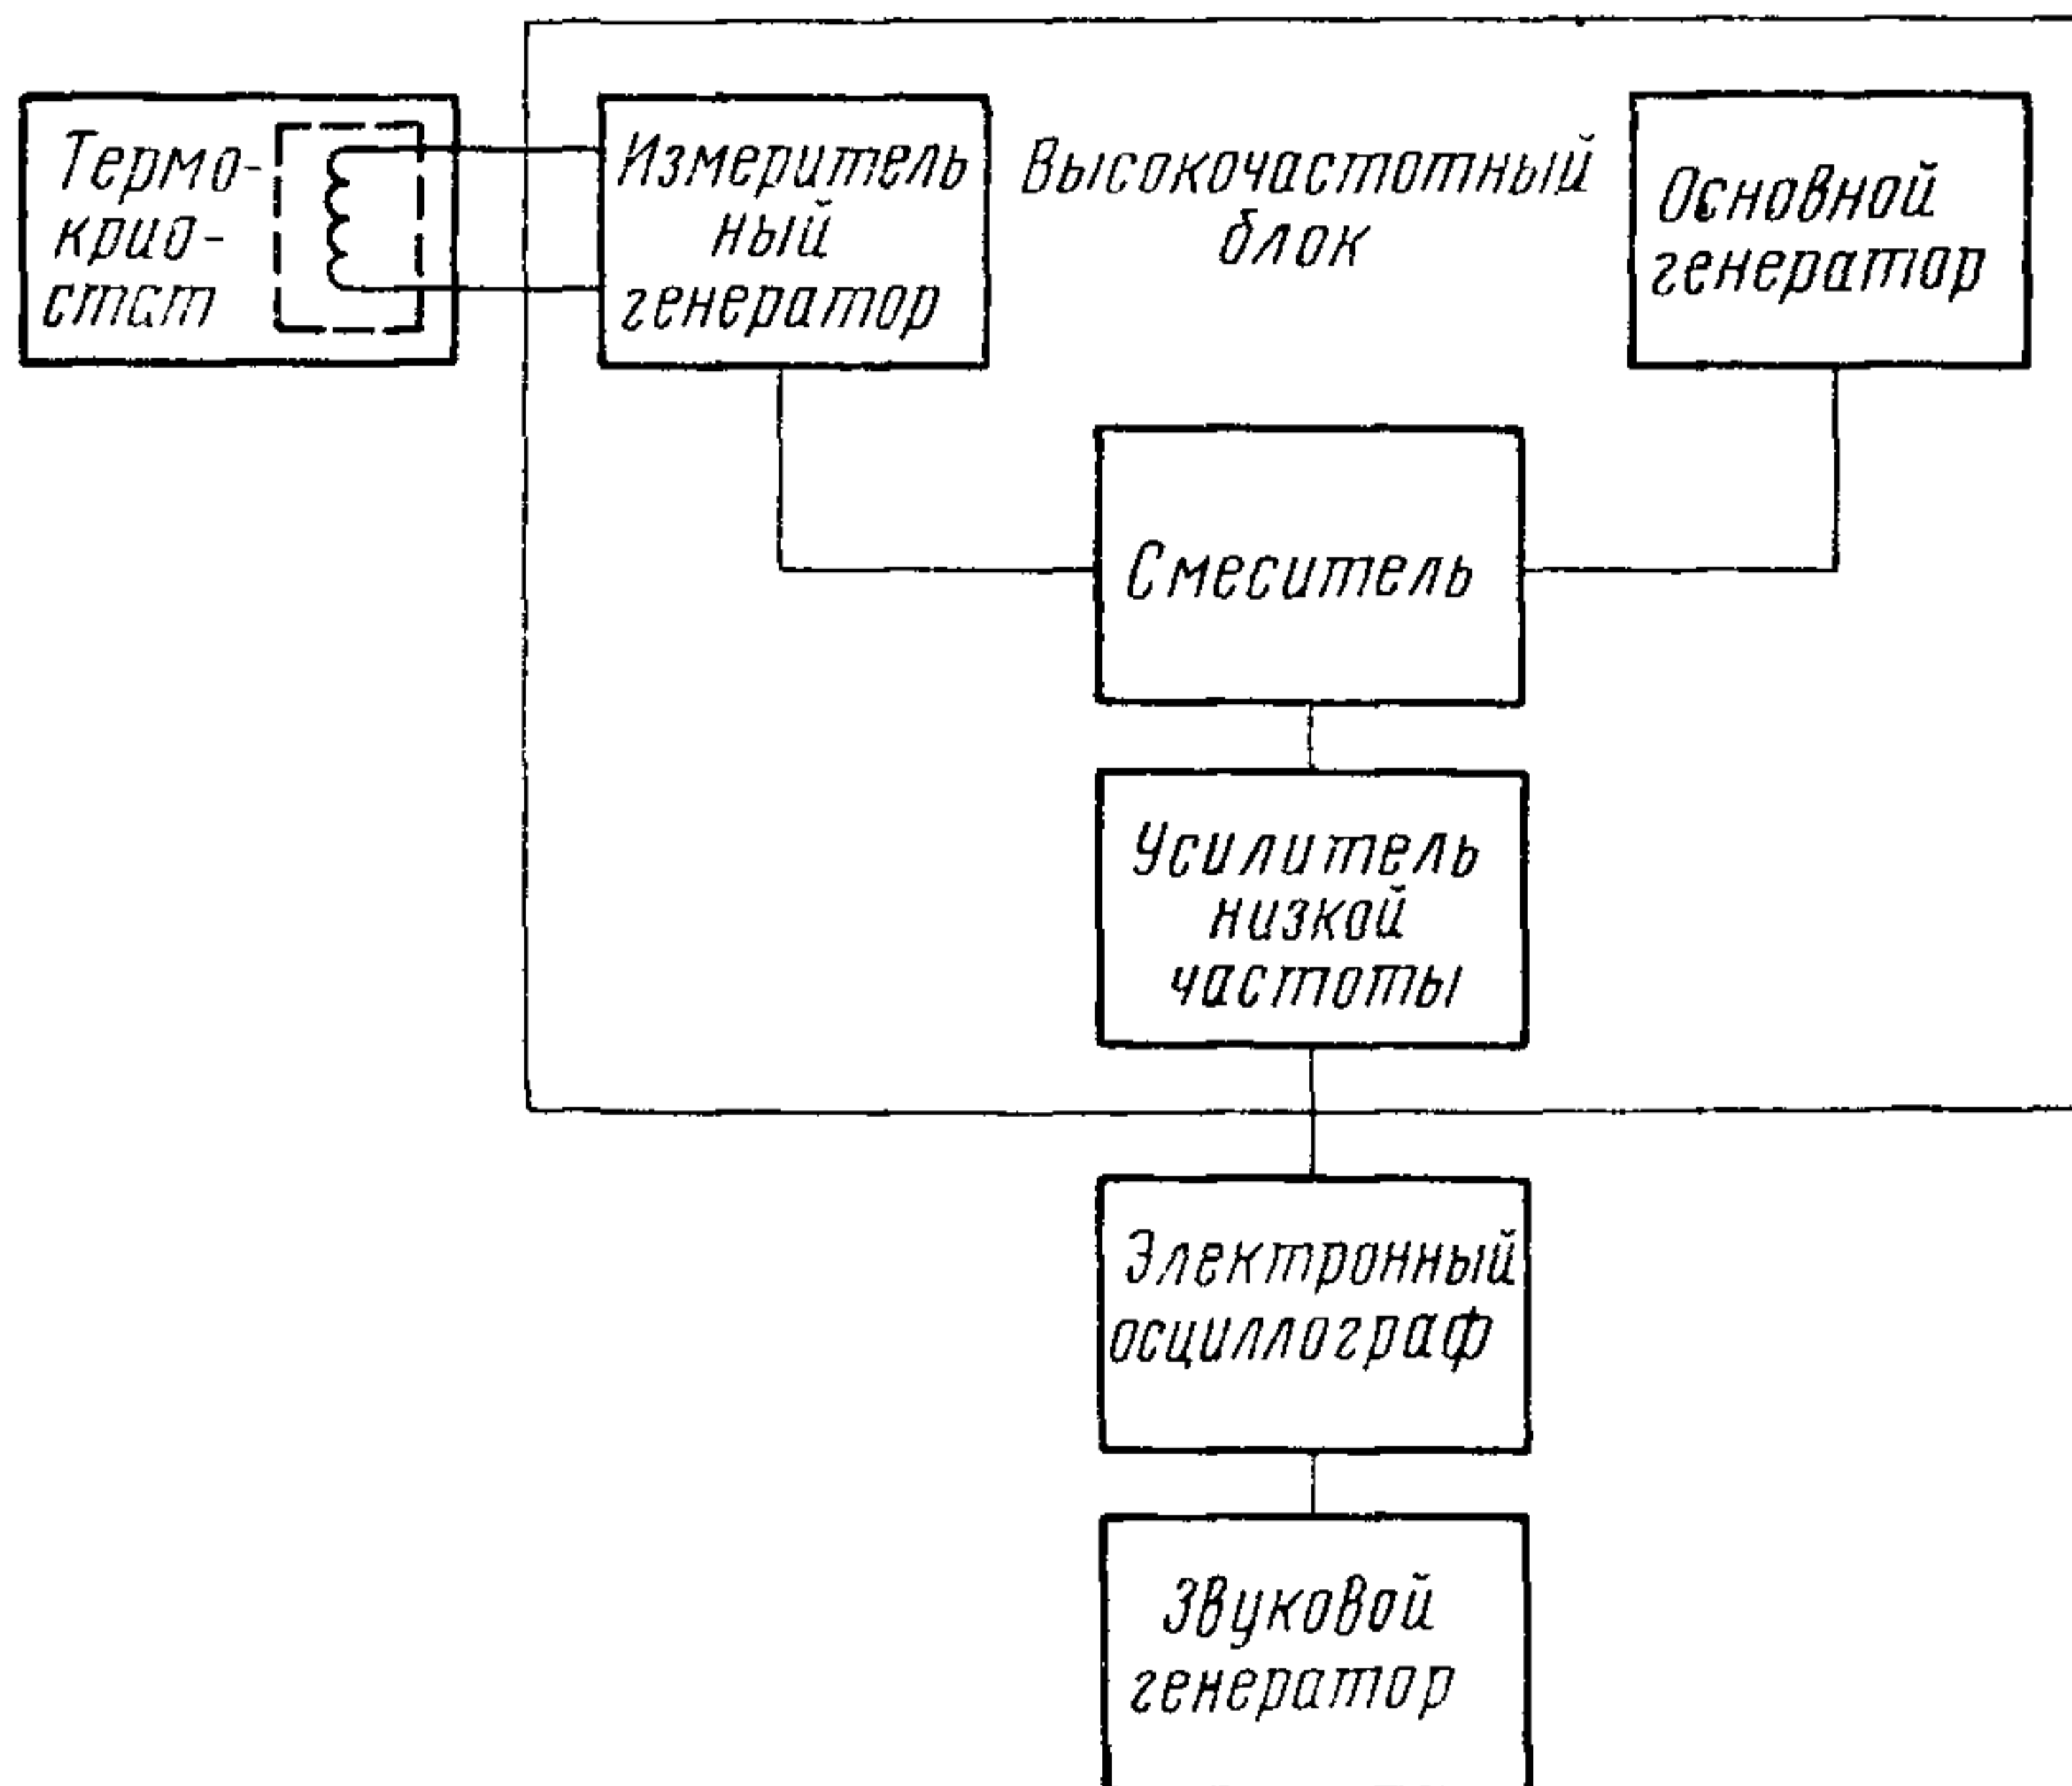 Термо-
крио-
стат
Измеритель
ный
генератор
Высокочастотный
блок
Основной
генератор
Смеситель
Усилитель
низкой
частоты
Электронный
осциллограф
Звуковой
генератор